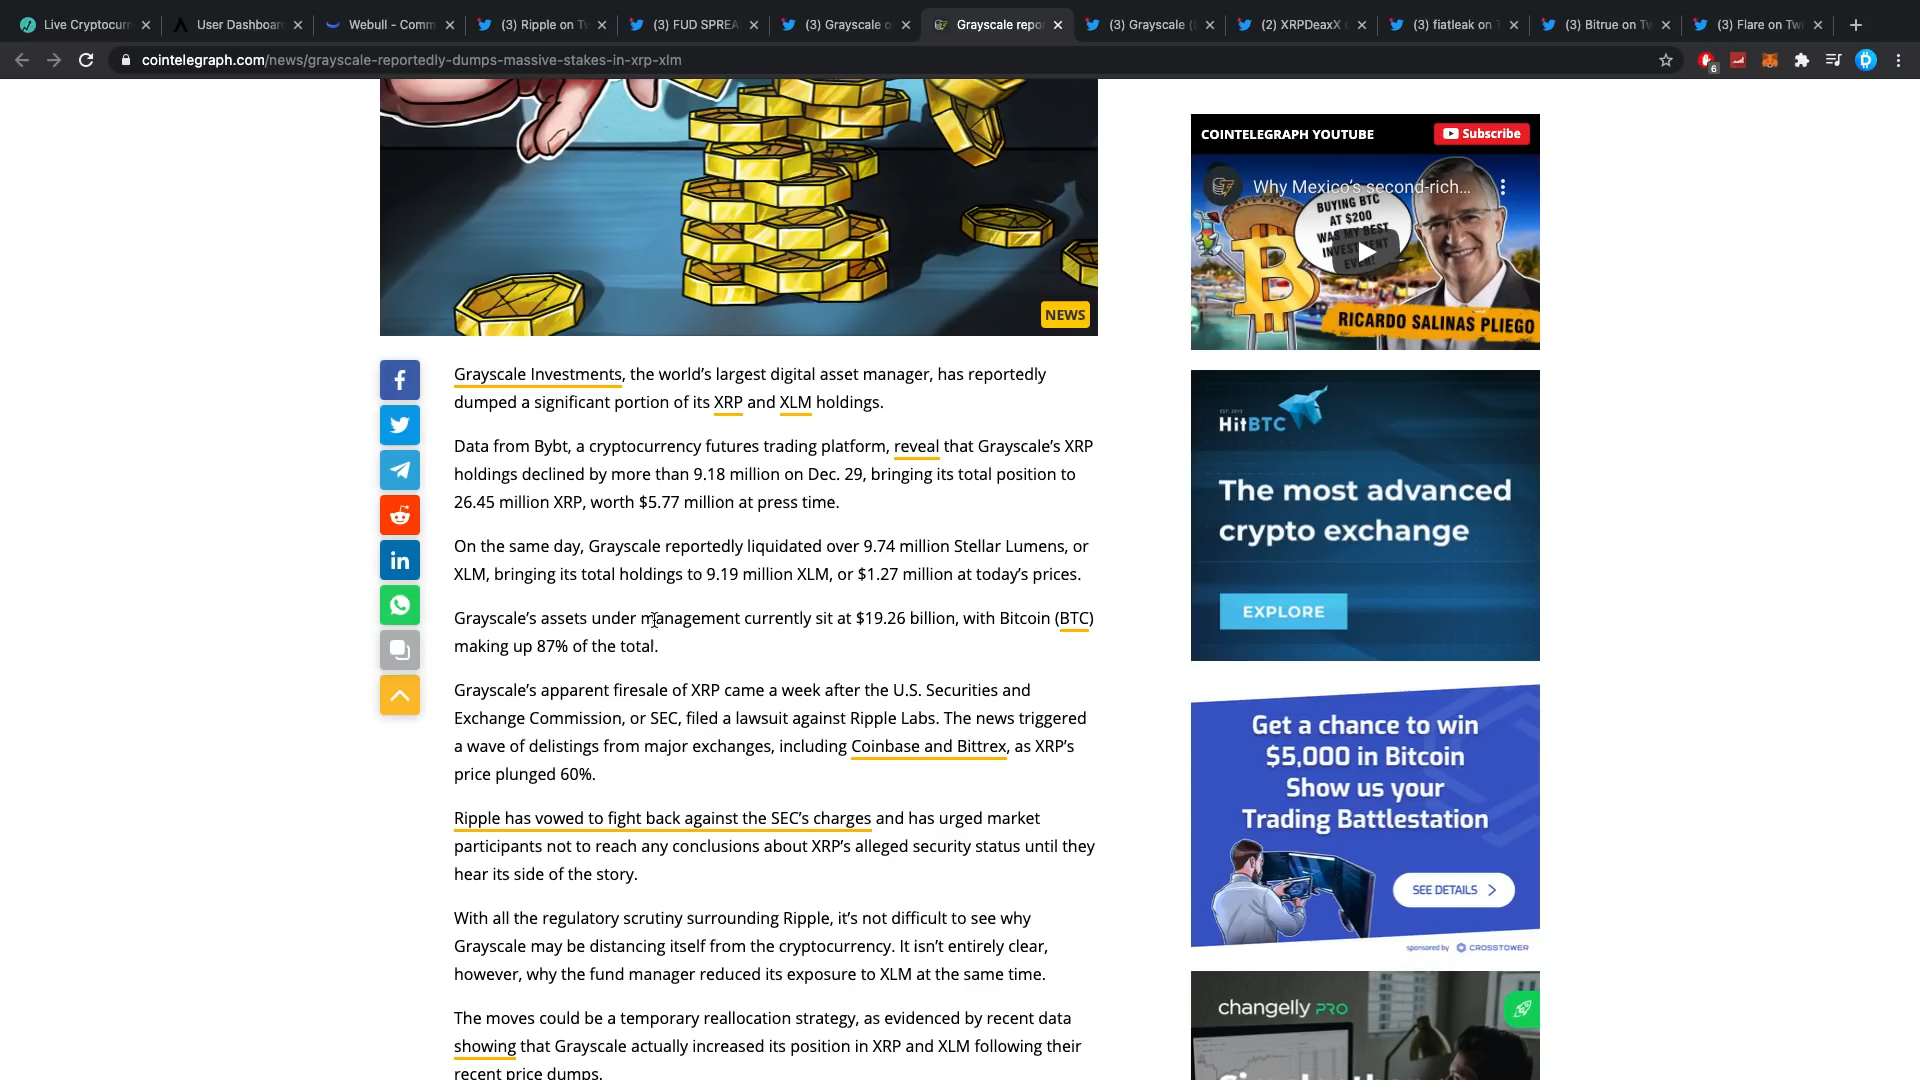 Live Cryptocurr
User Dashboar
Webull - Comm
(3) Ripple on Tw
(3) FUD SPREA
(3) Grayscale o
Grayscale repo
(3) Grayscale (
(2) XRPDeaxX
(3) fiatleak on T
(3) Bitrue on Tw
(3) Flare on Twi
cointelegraph.com/news/grayscale-reportedly-dumps-massive-stakes-in-xrp-xlm
6
NEWS
Grayscale Investments, the world's largest digital asset manager, has reportedly
dumped a significant portion of its XRP and XLM holdings.
Data from Bybt, a cryptocurrency futures trading platform, reveal that Grayscale's XRP
holdings declined by more than 9.18 million on Dec. 29, bringing its total position to
26.45 million XRP, worth $5.77 million at press time.
On the same day, Grayscale reportedly liquidated over 9.74 million Stellar Lumens, or
XLM, bringing its total holdings to 9.19 million XLM, or $1.27 million at today's prices.
Grayscale's assets under management currently sit at $19.26 billion, with Bitcoin (BTC)
making up 87% of the total.
Grayscale's apparent firesale of XRP came a week after the U.S. Securities and
Exchange Commission, or SEC, filed a lawsuit against Ripple Labs. The news triggered
a wave of delistings from major exchanges, including Coinbase and Bittrex, as XRP's
price plunged 60%.
Ripple has vowed to fight back against the SEC's charges and has urged market
participants not to reach any conclusions about XRP's alleged security status until they
hear its side of the story.
With all the regulatory scrutiny surrounding Ripple, it's not difficult to see why
Grayscale may be distancing itself from the cryptocurrency. It isn't entirely clear,
however, why the fund manager reduced its exposure to XLM at the same time.
The moves could be a temporary reallocation strategy, as evidenced by recent data
showing that Grayscale actually increased its position in XRP and XLM following their
recent price dumps.
COINTELEGRAPH YOUTUBE
Subscribe
Why Mexico's second-rich...
BUYING BTC
AT $200
WAS MY BEST
INVESTMENT
EVER!
RICARDO SALINAS PLIEGO
HitBTC
The most advanced
crypto exchange
EXPLORE
Get a chance to win
$5,000 in Bitcoin
Show us your
Trading Battlestation
SEE DETAILS
sponsored by CROSSTOWER
changelly PRO